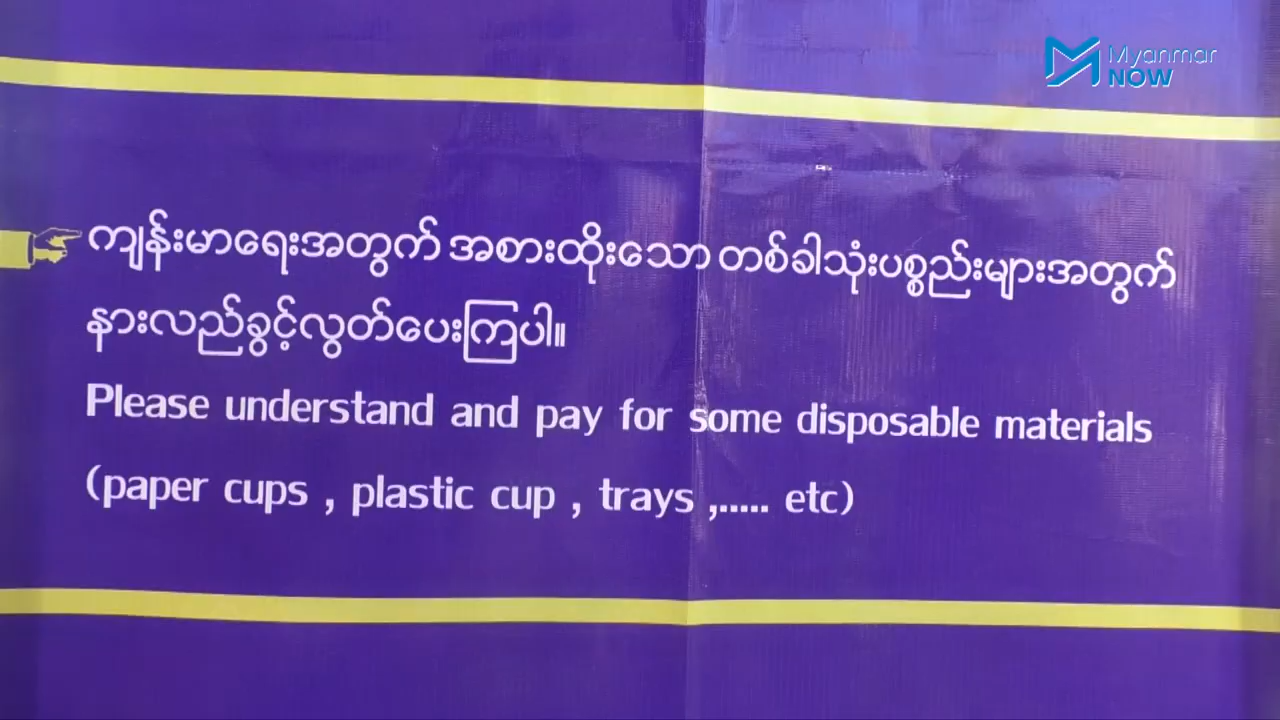 Myanmar
NOW
ကျန်းမာရေးအတွက် အစားထိုးသော တစ်ခါသုံးပစ္စည်းများအတွက်
နားလည်ခွင့်လွှတ်ပေးကြပါ။
Please understand and pay for some disposable materials
(paper cups , plastic cup , trays ,..... etc)